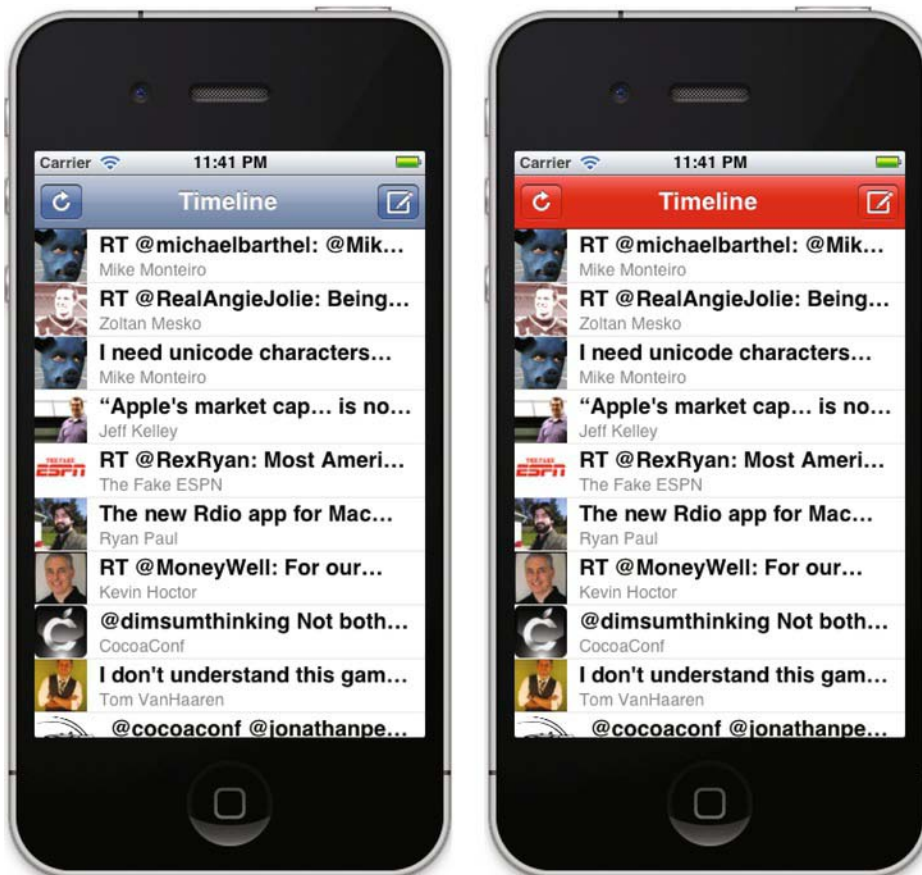 Carrier 11:41 PM
Timeline
RT @michaelbarthel: @Mik...
Mike Monteiro
RT @RealAngieJolie: Being...
Zoltan Mesko
I need unicode characters...
Mike Monteiro
“Apple's market cap... is no...
Jeff Kelley
THE FAKE
ESPN
RT @RexRyan: Most Ameri...
The Fake ESPN
The new Rdio app for Mac...
Ryan Paul
RT @MoneyWell: For our...
Kevin Hoctor
@dimsumthinking Not both...
CocoaConf
I don't understand this gam...
Tom VanHaaren
@cocoaconf @jonathanpe...
Carrier 11:41 PM
Timeline
RT @michaelbarthel: @Mik...
Mike Monteiro
RT @RealAngieJolie: Being...
Zoltan Mesko
I need unicode characters...
Mike Monteiro
“Apple's market cap... is no...
Jeff Kelley
THE FAKE
ESPN
RT @RexRyan: Most Ameri...
The Fake ESPN
The new Rdio app for Mac...
Ryan Paul
RT @MoneyWell: For our...
Kevin Hoctor
@dimsumthinking Not both...
CocoaConf
I don't understand this gam...
Tom VanHaaren
@cocoaconf @jonathanpe...